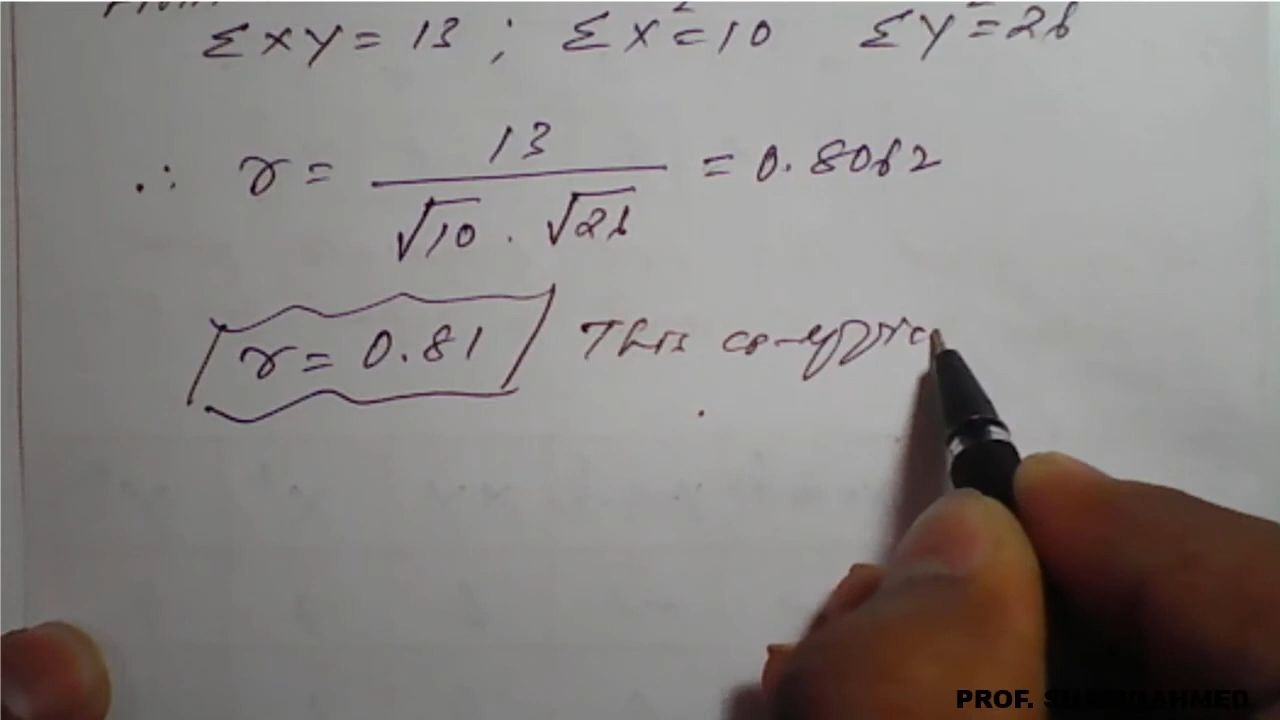 ΣXY = 13 ; ΣX² = 10 ΣY² = 26
∴ r = 13 / √10 . √26 = 0.8062
r = 0.81 This
PROF.